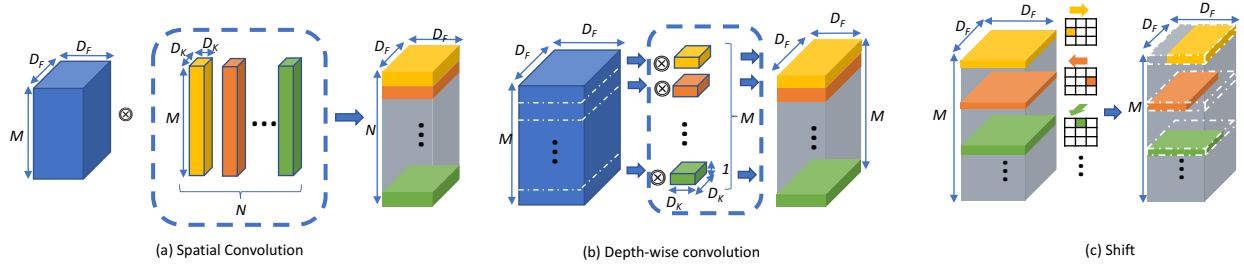 D_F D_F
M
⊗
D_K D_K
M
...
N
D_F D_F
N
(a) Spatial Convolution
D_F D_F
M
⊗
⊗
⊗
M
1
D_K D_K
D_F D_F
M
(b) Depth-wise convolution
D_F D_F
M
D_F D_F
M
(c) Shift